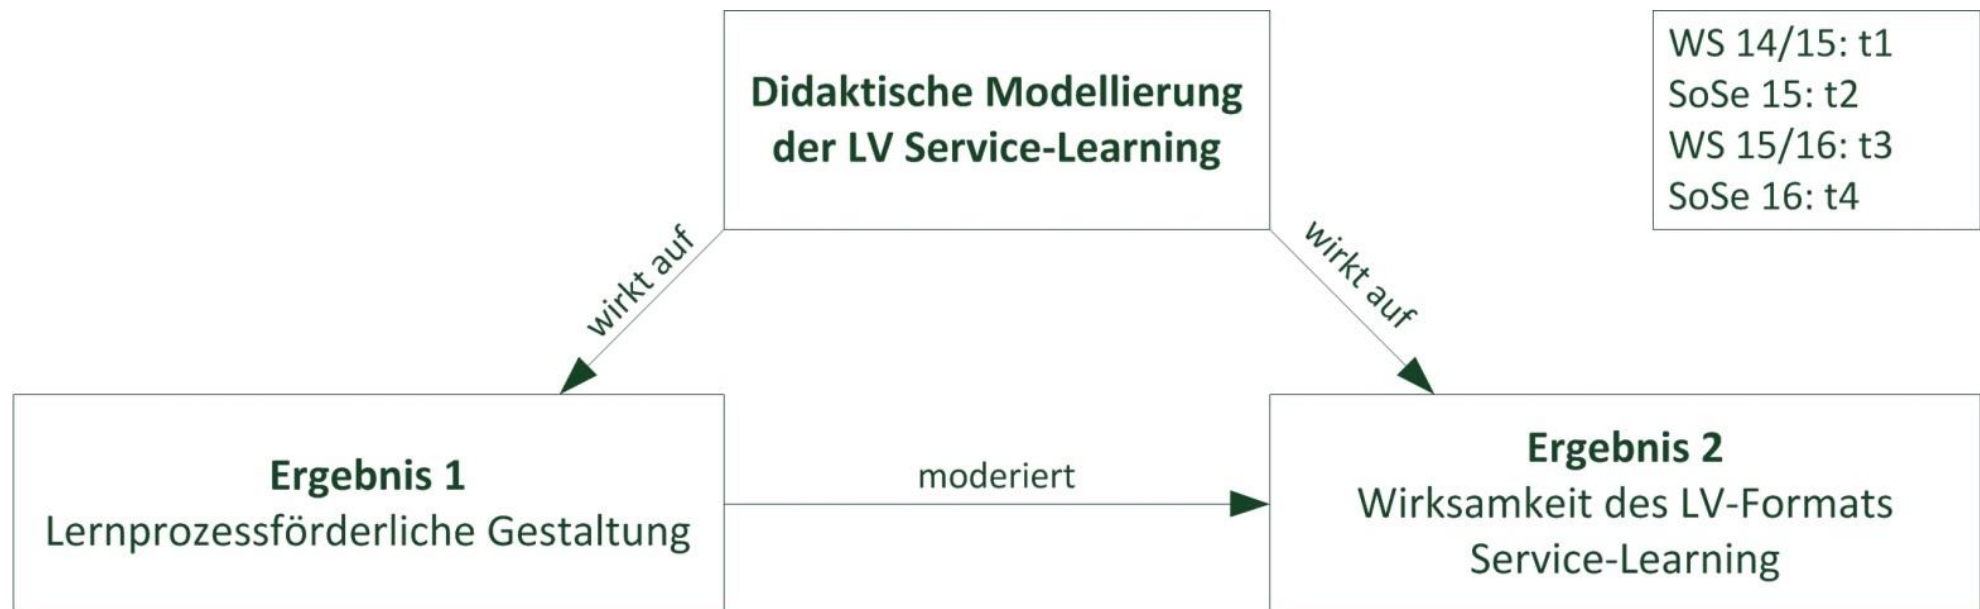 Didaktische Modellierung
der LV Service-Learning
WS 14/15: t1
SoSe 15: t2
WS 15/16: t3
SoSe 16: t4
wirkt auf
wirkt auf
Ergebnis 1
Lernprozessförderliche Gestaltung
moderiert
Ergebnis 2
Wirksamkeit des LV-Formats
Service-Learning